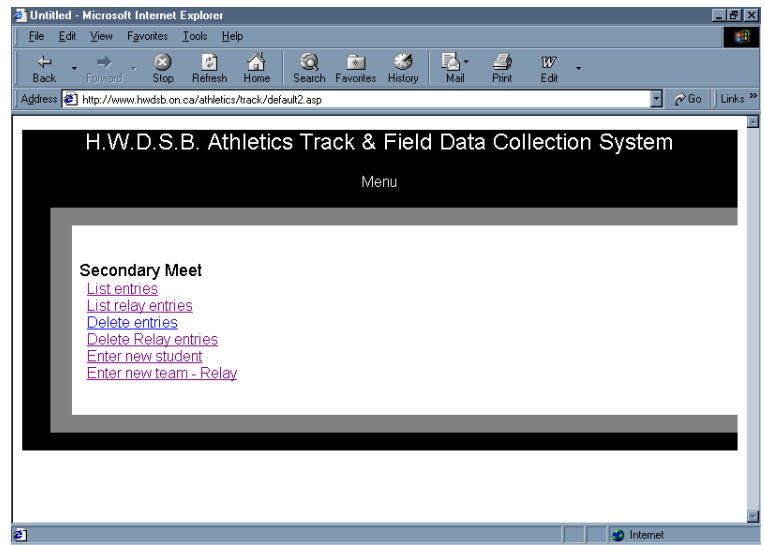 Untitled - Microsoft Internet Explorer
File Edit View Favorites Tools Help
Back Forward Stop Refresh Home Search Favorites History Mail Print Edit
Address http://www.hwdsb.on.ca/athletics/track/default2.asp Go Links »
H.W.D.S.B. Athletics Track & Field Data Collection System
Menu
Secondary Meet
List entries
List relay entries
Delete entries
Delete Relay entries
Enter new student
Enter new team - Relay
Internet